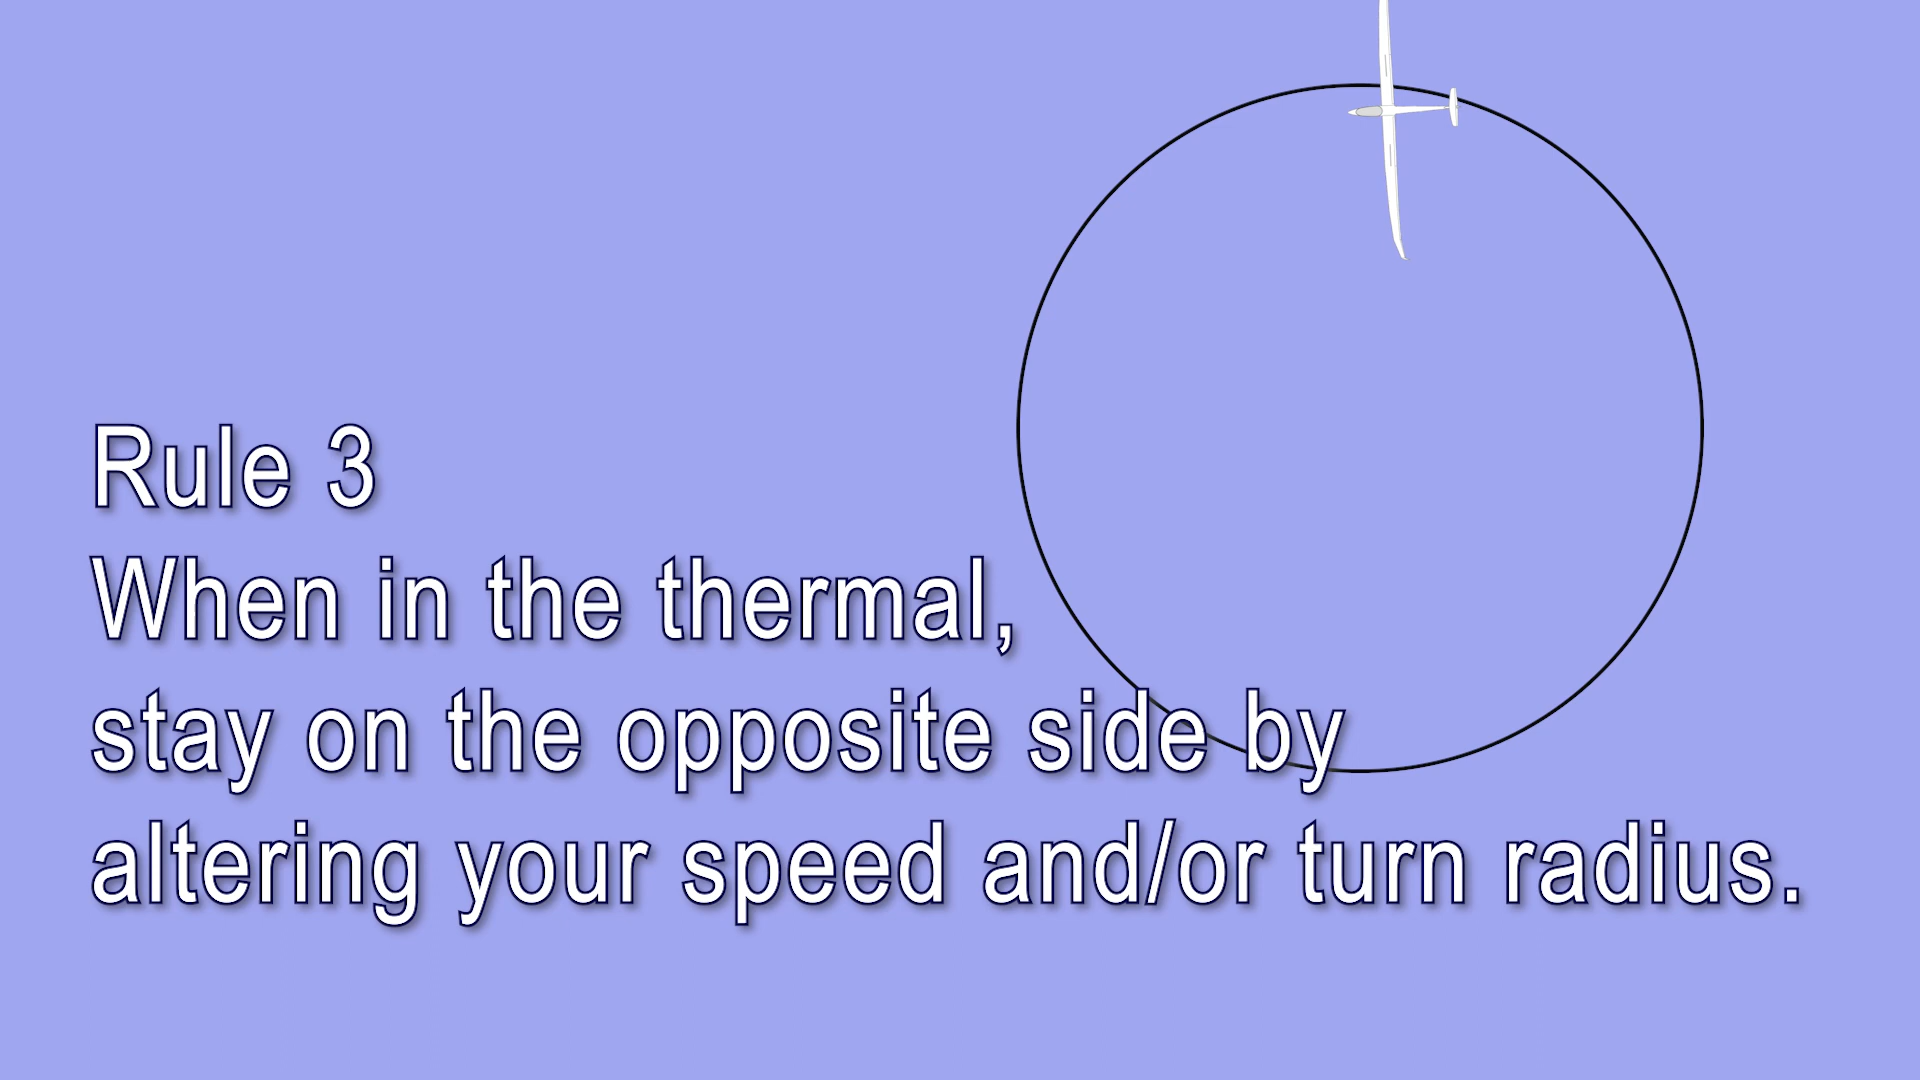 Rule 3
When in the thermal,
stay on the opposite side by
altering your speed and/or turn radius.